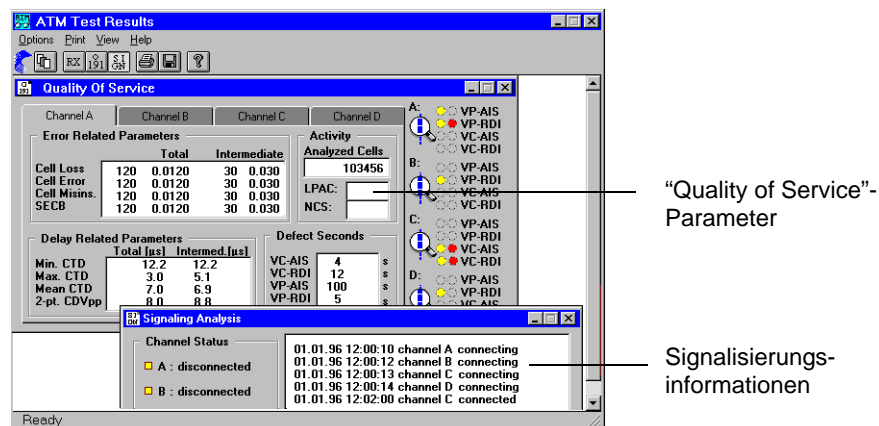 ATM Test Results
Options Print View Help
RX 191 SIGN ?
Quality Of Service
Channel A Channel B Channel C Channel D
Error Related Parameters
Total Intermediate
Cell Loss 120 0.0120 30 0.030
Cell Error 120 0.0120 30 0.030
Cell Misins. 120 0.0120 30 0.030
SECB 120 0.0120 30 0.030
Activity
Analyzed Cells
103456
LPAC:
NCS:
Delay Related Parameters
Total [µs] Intermed.[µs]
Min. CTD 12.2 12.2
Max. CTD 3.0 5.1
Mean CTD 7.0 6.9
2-pt. CDVpp 8.0 8.8
Defect Seconds
VC-AIS 4 s
VC-RDI 12 s
VP-AIS 100 s
VP-RDI 5 s
A: VP-AIS
VP-RDI
VC-AIS
VC-RDI
B: VP-AIS
VP-RDI
VC-AIS
VC-RDI
C: VP-AIS
VP-RDI
VC-AIS
VC-RDI
D: VP-AIS
VP-RDI
VC-AIS
Signaling Analysis
Channel Status
A : disconnected
B : disconnected
01.01.96 12:00:10 channel A connecting
01.01.96 12:00:12 channel B connecting
01.01.96 12:00:13 channel C connecting
01.01.96 12:00:14 channel D connecting
01.01.96 12:02:00 channel C connected
Ready
“Quality of Service”-
Parameter
Signalisierungs-
informationen